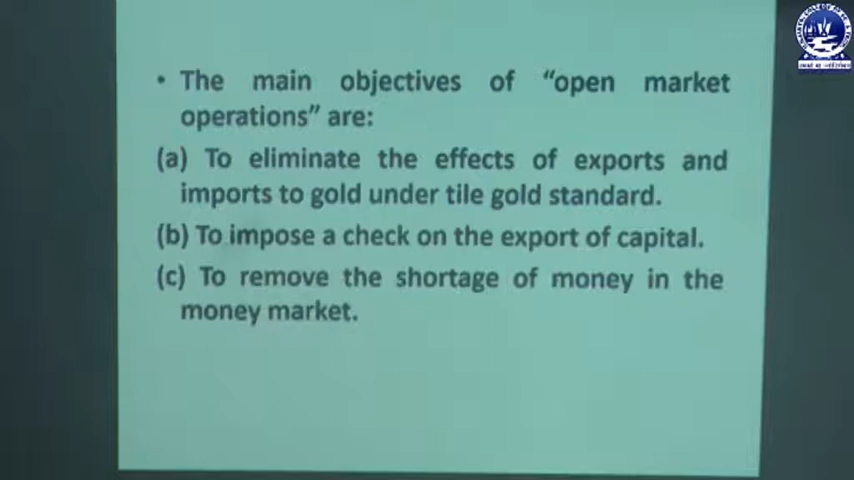 • The main objectives of “open market
operations” are:
(a) To eliminate the effects of exports and
imports to gold under tile gold standard.
(b) To impose a check on the export of capital.
(c) To remove the shortage of money in the
money market.